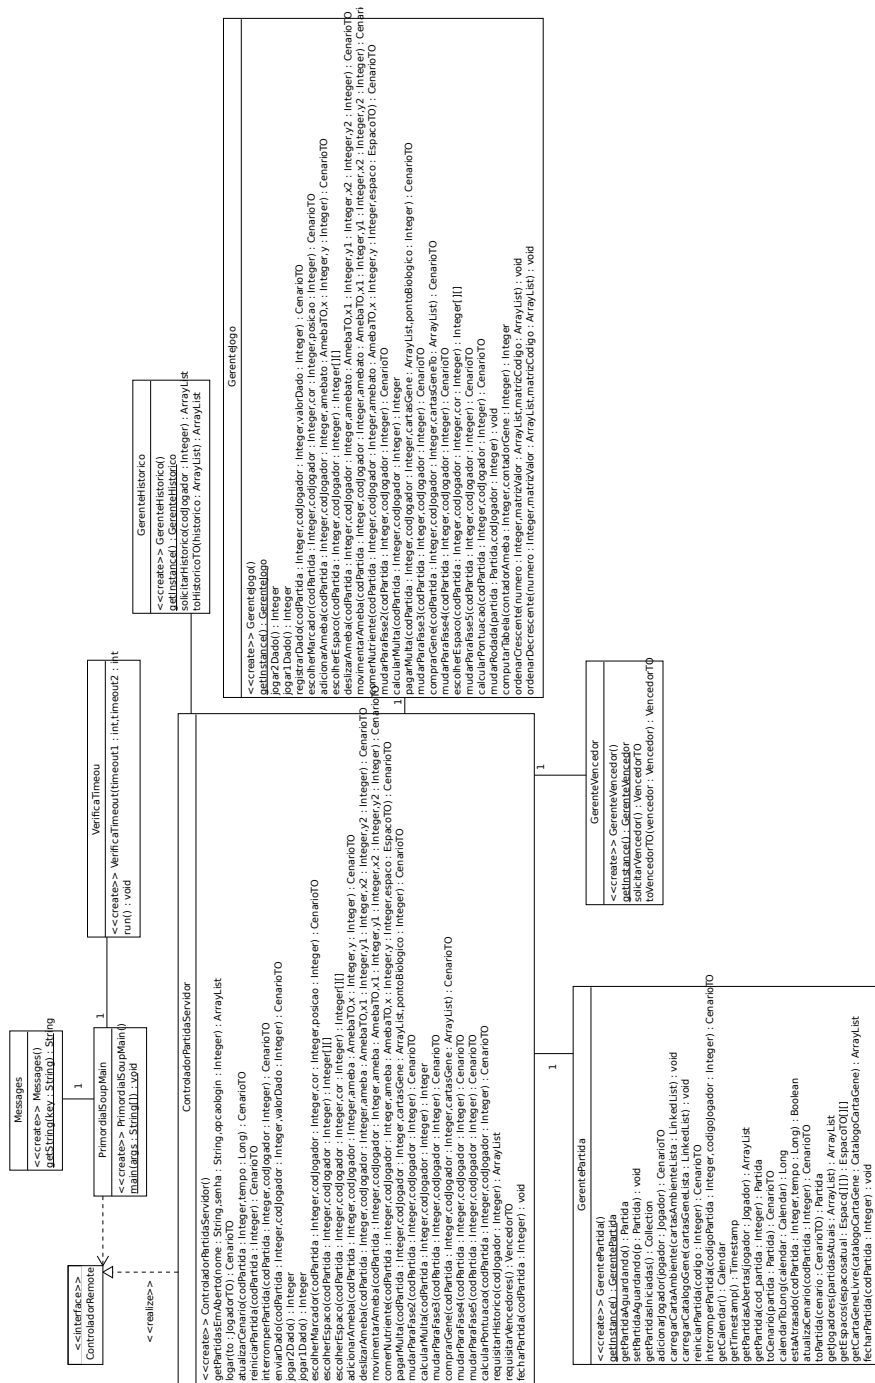 Messages
<<create>> Messages()
getString(key : String) : String
1
PrimordialSoupMain
<<create>> PrimordialSoupMain()
main(args : String[]) : void
1
VerificaTimeou
<<create>> VerificaTimeout(timeout1 : int,timeout2 : int
run() : void
<<interface>>
ControladorRemote
<<realize>>
GerenteHistorico
<<create>> GerenteHistorico()
getInstance() : GerenteHistorico
solicitarHistorico(codJogador : Integer) : ArrayList
toHistoricoTO(historico : ArrayList) : ArrayList
ControladorPartidaServidor
<<create>> ControladorPartidaServidor()
getPartidasEmAberto(nome : String,senha : String,opcaologin : Integer) : ArrayList
logar(to : JogadorTO) : CenarioTO
atualizarCenario(codPartida : Integer,tempo : Long) : CenarioTO
reiniciarPartida(codPartida : Integer) : CenarioTO
interromperPartida(codPartida : Integer,codJogador : Integer) : CenarioTO
enviarDado(codPartida : Integer,codJogador : Integer,valorDado : Integer) : CenarioTO
jogar2Dado() : Integer
jogar1Dado() : Integer
escolherMarcador(codPartida : Integer,codJogador : Integer,cor : Integer,posicao : Integer) : CenarioTO
escolherEspaco(codPartida : Integer,codJogador : Integer) : Integer[][]
escolherEspaco(codPartida : Integer,codJogador : Integer,cor : Integer) : Integer[][]
adicionarAmeba(codPartida : Integer,codJogador : Integer,ameba : AmebaTO,x : Integer,y : Integer) : CenarioTO
deslizarAmeba(codPartida : Integer,codJogador : Integer,ameba : AmebaTO,x1 : Integer,y1 : Integer,x2 : Integer,y2 : Integer) : CenarioTO
movimentarAmeba(codPartida : Integer,codJogador : Integer,ameba : AmebaTO,x1 : Integer,y1 : Integer,x2 : Integer,y2 : Integer) : CenarioTO
comerNutriente(codPartida : Integer,codJogador : Integer,ameba : AmebaTO,x : Integer,y : Integer,espaco : EspacoTO) : CenarioTO
pagarMulta(codPartida : Integer,codJogador : Integer,cartasGene : ArrayList,pontoBiologico : Integer) : CenarioTO
mudarParaFase2(codPartida : Integer,codJogador : Integer) : CenarioTO
calcularMulta(codPartida : Integer,codJogador : Integer) : Integer
mudarParaFase3(codPartida : Integer,codJogador : Integer) : CenarioTO
comprarGene(codPartida : Integer,codJogador : Integer,cartasGene : ArrayList) : CenarioTO
mudarParaFase4(codPartida : Integer,codJogador : Integer) : CenarioTO
mudarParaFase5(codPartida : Integer,codJogador : Integer) : CenarioTO
calcularPontuacao(codPartida : Integer,codJogador : Integer) : CenarioTO
requisitarHistorico(codJogador : Integer) : ArrayList
requisitarVencedores() : VencedorTO
fecharPartida(codPartida : Integer) : void
1
GerenteJogo
<<create>> GerenteJogo()
getInstance() : GerenteJogo
jogar2Dado() : Integer
jogar1Dado() : Integer
registrarDado(codPartida : Integer,codJogador : Integer,valorDado : Integer) : CenarioTO
escolherMarcador(codPartida : Integer,codJogador : Integer,cor : Integer,posicao : Integer) : CenarioTO
adicionarAmeba(codPartida : Integer,codJogador : Integer,amebato : AmebaTO,x : Integer,y : Integer) : CenarioTO
escolherEspaco(codPartida : Integer,codJogador : Integer) : Integer[][]
deslizarAmeba(codPartida : Integer,codJogador : Integer,amebato : AmebaTO,x1 : Integer,y1 : Integer,x2 : Integer,y2 : Integer) : CenarioTO
movimentarAmeba(codPartida : Integer,codJogador : Integer,amebato : AmebaTO,x1 : Integer,y1 : Integer,x2 : Integer,y2 : Integer) : Cenari
comerNutriente(codPartida : Integer,codJogador : Integer,amebato : AmebaTO,x : Integer,y : Integer,espaco : EspacoTO) : CenarioTO
mudarParaFase2(codPartida : Integer,codJogador : Integer) : CenarioTO
calcularMulta(codPartida : Integer,codJogador : Integer) : Integer
pagarMulta(codPartida : Integer,codJogador : Integer,cartasGene : ArrayList,pontoBiologico : Integer) : CenarioTO
mudarParaFase3(codPartida : Integer,codJogador : Integer) : CenarioTO
comprarGene(codPartida : Integer,codJogador : Integer,cartasGeneTo : ArrayList) : CenarioTO
mudarParaFase4(codPartida : Integer,codJogador : Integer) : CenarioTO
escolherEspaco(codPartida : Integer,codJogador : Integer,cor : Integer) : Integer[][]
mudarParaFase5(codPartida : Integer,codJogador : Integer) : CenarioTO
calcularPontuacao(codPartida : Integer,codJogador : Integer) : CenarioTO
mudarRodada(partida : Partida,codJogador : Integer) : void
computarTabela(contadorAmeba : Integer,contadorGene : Integer) : Integer
ordenarCrescente(numero : Integer,matrizValor : ArrayList,matrizCodigo : ArrayList) : void
ordenarDecrescente(numero : Integer,matrizValor : ArrayList,matrizCodigo : ArrayList) : void
1
1
GerentePartida
<<create>> GerentePartida()
getInstance() : GerentePartida
getPartidaAguardando() : Partida
setPartidaAguardando(p : Partida) : void
getPartidasIniciadas() : Collection
adicionarJogador(jogador : Jogador) : CenarioTO
carregarCartaAmbiente(cartasAmbienteLista : LinkedList) : void
carregarCatalogoGene(cartasGeneLista : LinkedList) : void
reiniciarPartida(codigo : Integer) : CenarioTO
interromperPartida(codigoPartida : Integer,codigoJogador : Integer) : CenarioTO
getCalendar() : Calendar
getTimestamp() : Timestamp
getPartidasAbertas(jogador : Jogador) : ArrayList
getPartida(cod_partida : Integer) : Partida
toCenario(partida : Partida) : CenarioTO
calendarToLong(calendar : Calendar) : Long
estaAtrasado(codPartida : Integer,tempo : Long) : Boolean
atualizaCenario(codPartida : Integer) : CenarioTO
toPartida(cenario : CenarioTO) : Partida
getJogadores(partidasAtuais : ArrayList) : ArrayList
getEspacos(espacosatual : Espaco[][]) : EspacoTO[][]
getCartaGeneLivre(catalogoCartaGene : CatalogoCartaGene) : ArrayList
fecharPartida(codPartida : Integer) : void
GerenteVencedor
<<create>> GerenteVencedor()
getInstance() : GerenteVencedor
solicitarVencedor() : VencedorTO
toVencedorTO(vencedor : Vencedor) : VencedorTO